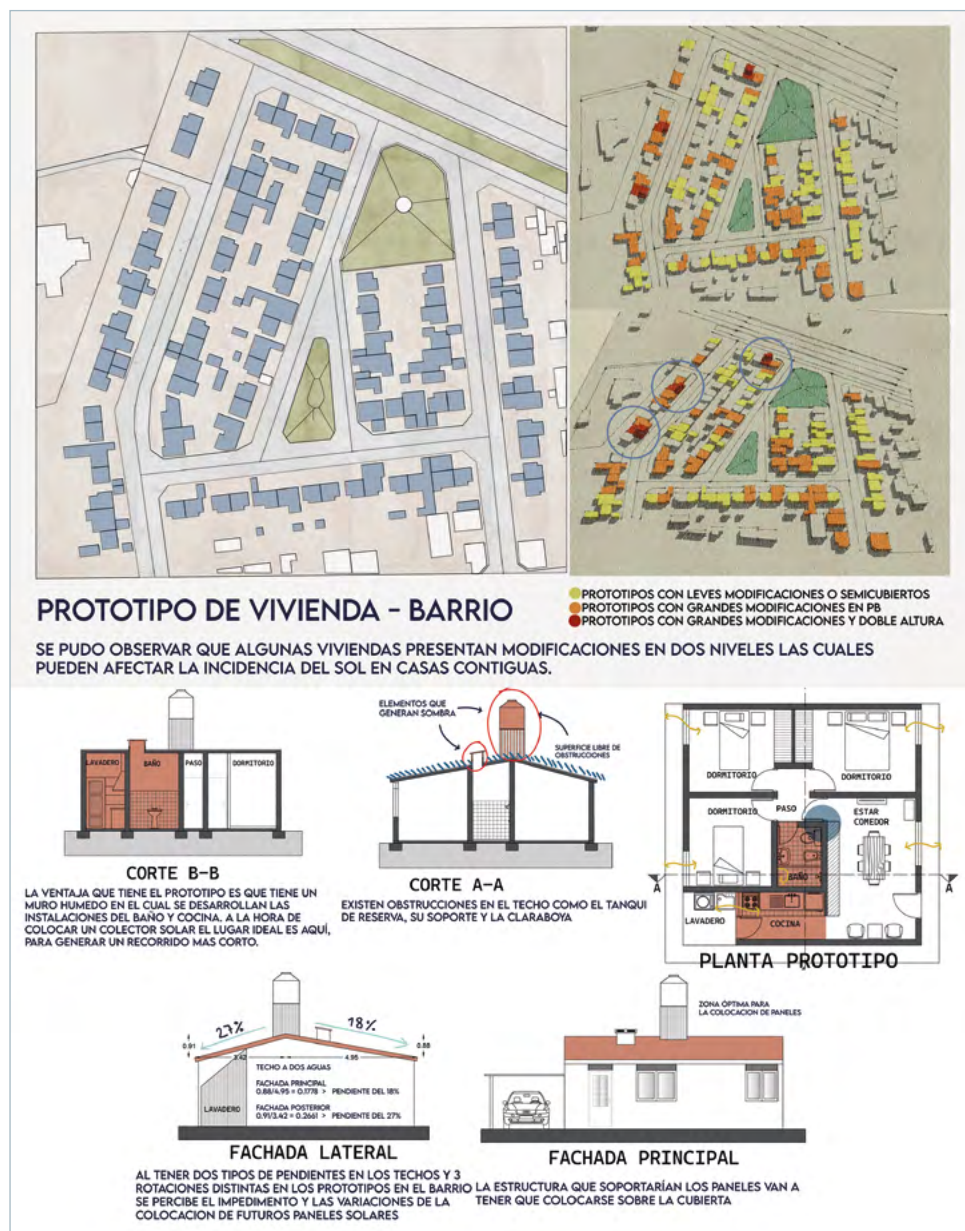 PROTOTIPO DE VIVIENDA - BARRIO
PROTOTIPOS CON LEVES MODIFICACIONES O SEMICUBIERTOS
PROTOTIPOS CON GRANDES MODIFICACIONES EN PB
PROTOTIPOS CON GRANDES MODIFICACIONES Y DOBLE ALTURA
SE PUDO OBSERVAR QUE ALGUNAS VIVIENDAS PRESENTAN MODIFICACIONES EN DOS NIVELES LAS CUALES
PUEDEN AFECTAR LA INCIDENCIA DEL SOL EN CASAS CONTIGUAS.
LAVADERO
BAÑO
PASO
DORMITORIO
CORTE B-B
LA VENTAJA QUE TIENE EL PROTOTIPO ES QUE TIENE UN
MURO HUMEDO EN EL CUAL SE DESARROLLAN LAS
INSTALACIONES DEL BAÑO Y COCINA. A LA HORA DE
COLOCAR UN COLECTOR SOLAR EL LUGAR IDEAL ES AQUÍ,
PARA GENERAR UN RECORRIDO MAS CORTO.
ELEMENTOS QUE
GENERAN SOMBRA
SUPERFICIE LIBRE DE
OBSTRUCCIONES
CORTE A-A
EXISTEN OBSTRUCCIONES EN EL TECHO COMO EL TANQUI
DE RESERVA, SU SOPORTE Y LA CLARABOYA
DORMITORIO
DORMITORIO
DORMITORIO
PASO
ESTAR
COMEDOR
BAÑO
A
A
LAVADERO
COCINA
PLANTA PROTOTIPO
27%
18%
0.91
3.42
4.95
0.88
TECHO A DOS AGUAS
FACHADA PRINCIPAL
0.88/4.95 = 0.1778 > PENDIENTE DEL 18%
FACHADA POSTERIOR
0.91/3.42 = 0.2661 > PENDIENTE DEL 27%
LAVADERO
FACHADA LATERAL
AL TENER DOS TIPOS DE PENDIENTES EN LOS TECHOS Y 3
ROTACIONES DISTINTAS EN LOS PROTOTIPOS EN EL BARRIO
SE PERCIBE EL IMPEDIMENTO Y LAS VARIACIONES DE LA
COLOCACION DE FUTUROS PANELES SOLARES
ZONA ÓPTIMA PARA
LA COLOCACION DE PANELES
FACHADA PRINCIPAL
LA ESTRUCTURA QUE SOPORTARÍAN LOS PANELES VAN A
TENER QUE COLOCARSE SOBRE LA CUBIERTA